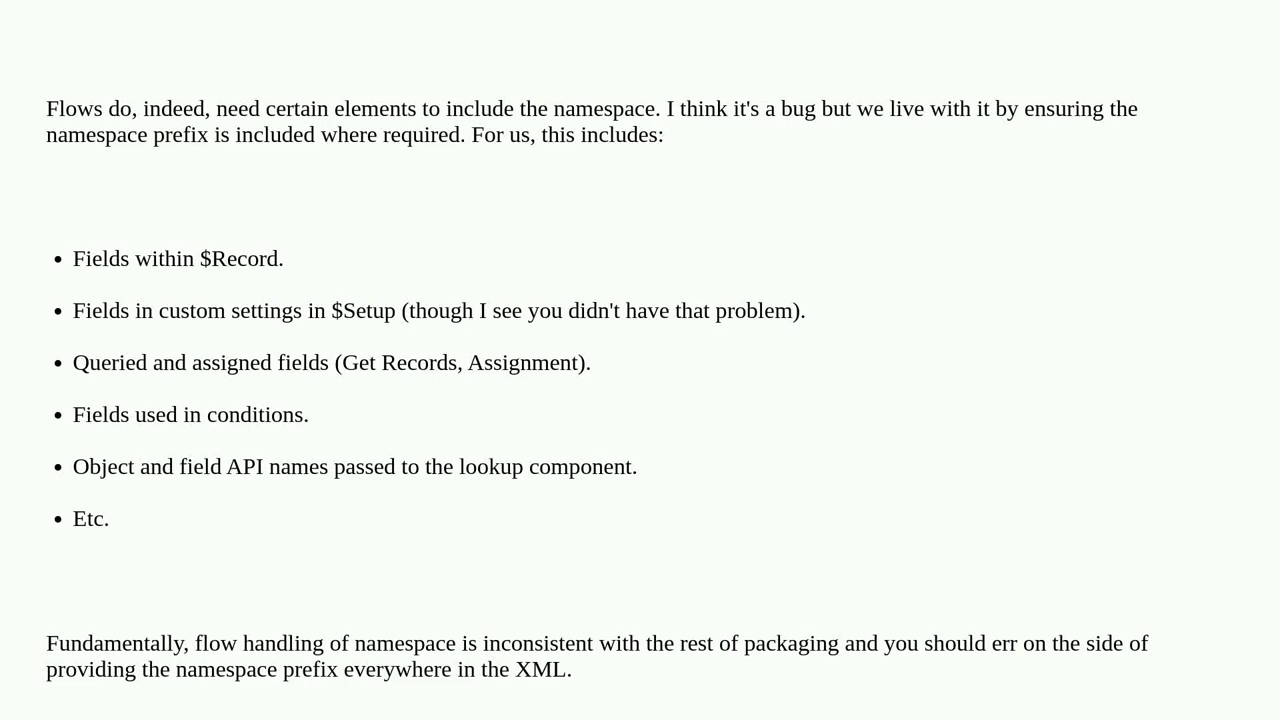 Flows do, indeed, need certain elements to include the namespace. I think it's a bug but we live with it by ensuring the
namespace prefix is included where required. For us, this includes:
• Fields within $Record.
• Fields in custom settings in $Setup (though I see you didn't have that problem).
• Queried and assigned fields (Get Records, Assignment).
• Fields used in conditions.
• Object and field API names passed to the lookup component.
• Etc.
Fundamentally, flow handling of namespace is inconsistent with the rest of packaging and you should err on the side of
providing the namespace prefix everywhere in the XML.